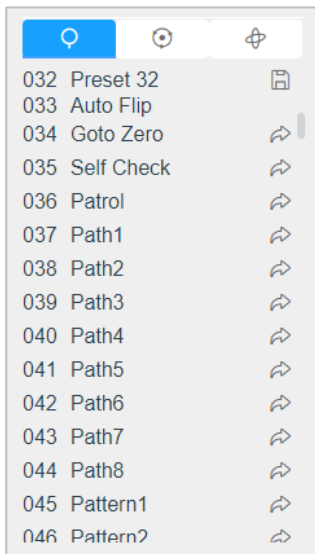 032 Preset 32
033 Auto Flip
034 Goto Zero
035 Self Check
036 Patrol
037 Path1
038 Path2
039 Path3
040 Path4
041 Path5
042 Path6
043 Path7
044 Path8
045 Pattern1
046 Pattern2